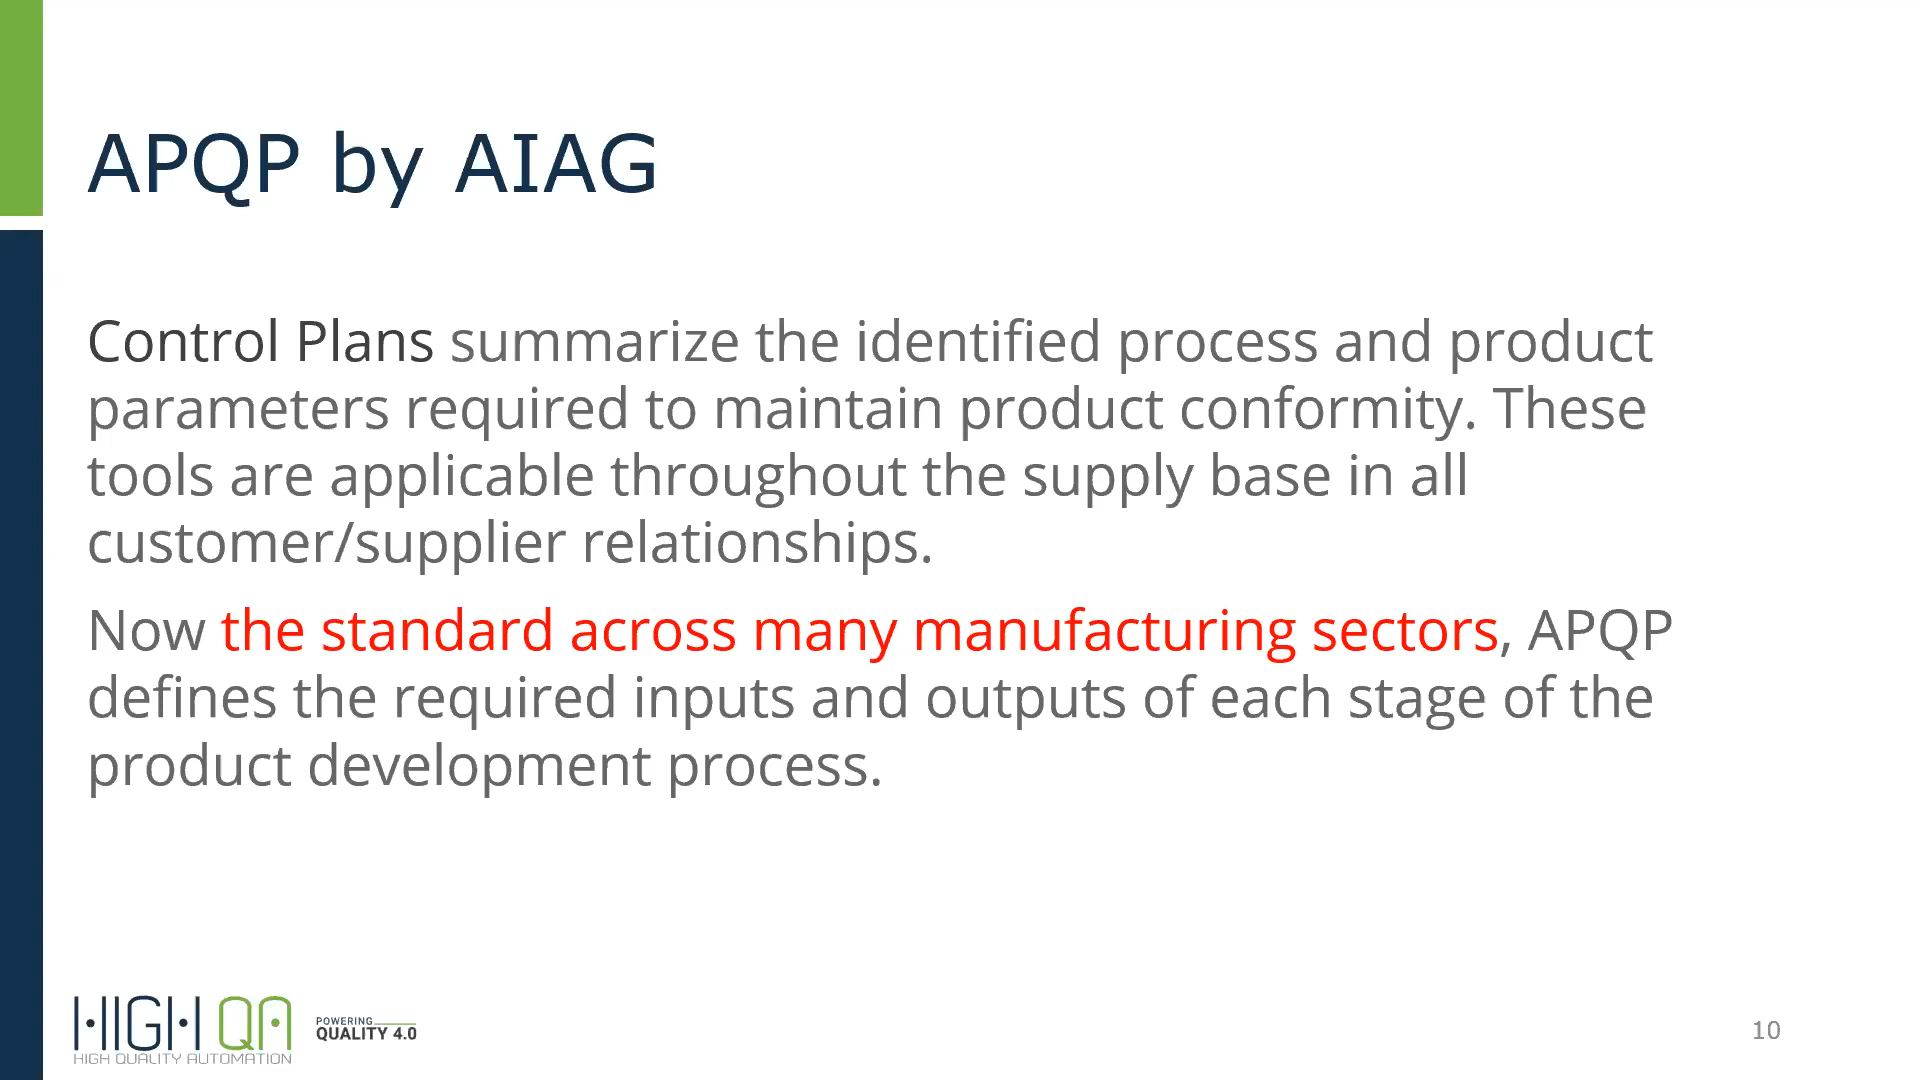 APQP by AIAG
Control Plans summarize the identified process and product
parameters required to maintain product conformity. These
tools are applicable throughout the supply base in all
customer/supplier relationships.
Now the standard across many manufacturing sectors, APQP
defines the required inputs and outputs of each stage of the
product development process.
HIGH QA
HIGH QUALITY AUTOMATION
POWERING
QUALITY 4.0
10